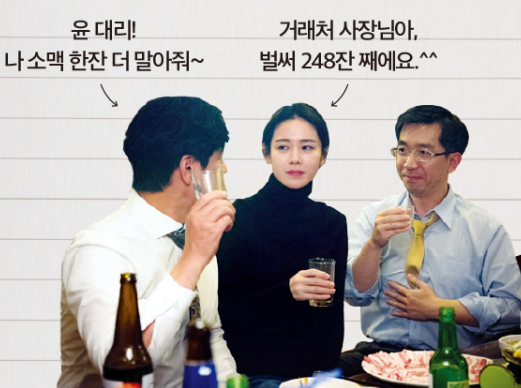 윤 대리!
나 소맥 한잔 더 말아줘~
거래처 사장님아,
벌써 248잔 째에요.^^